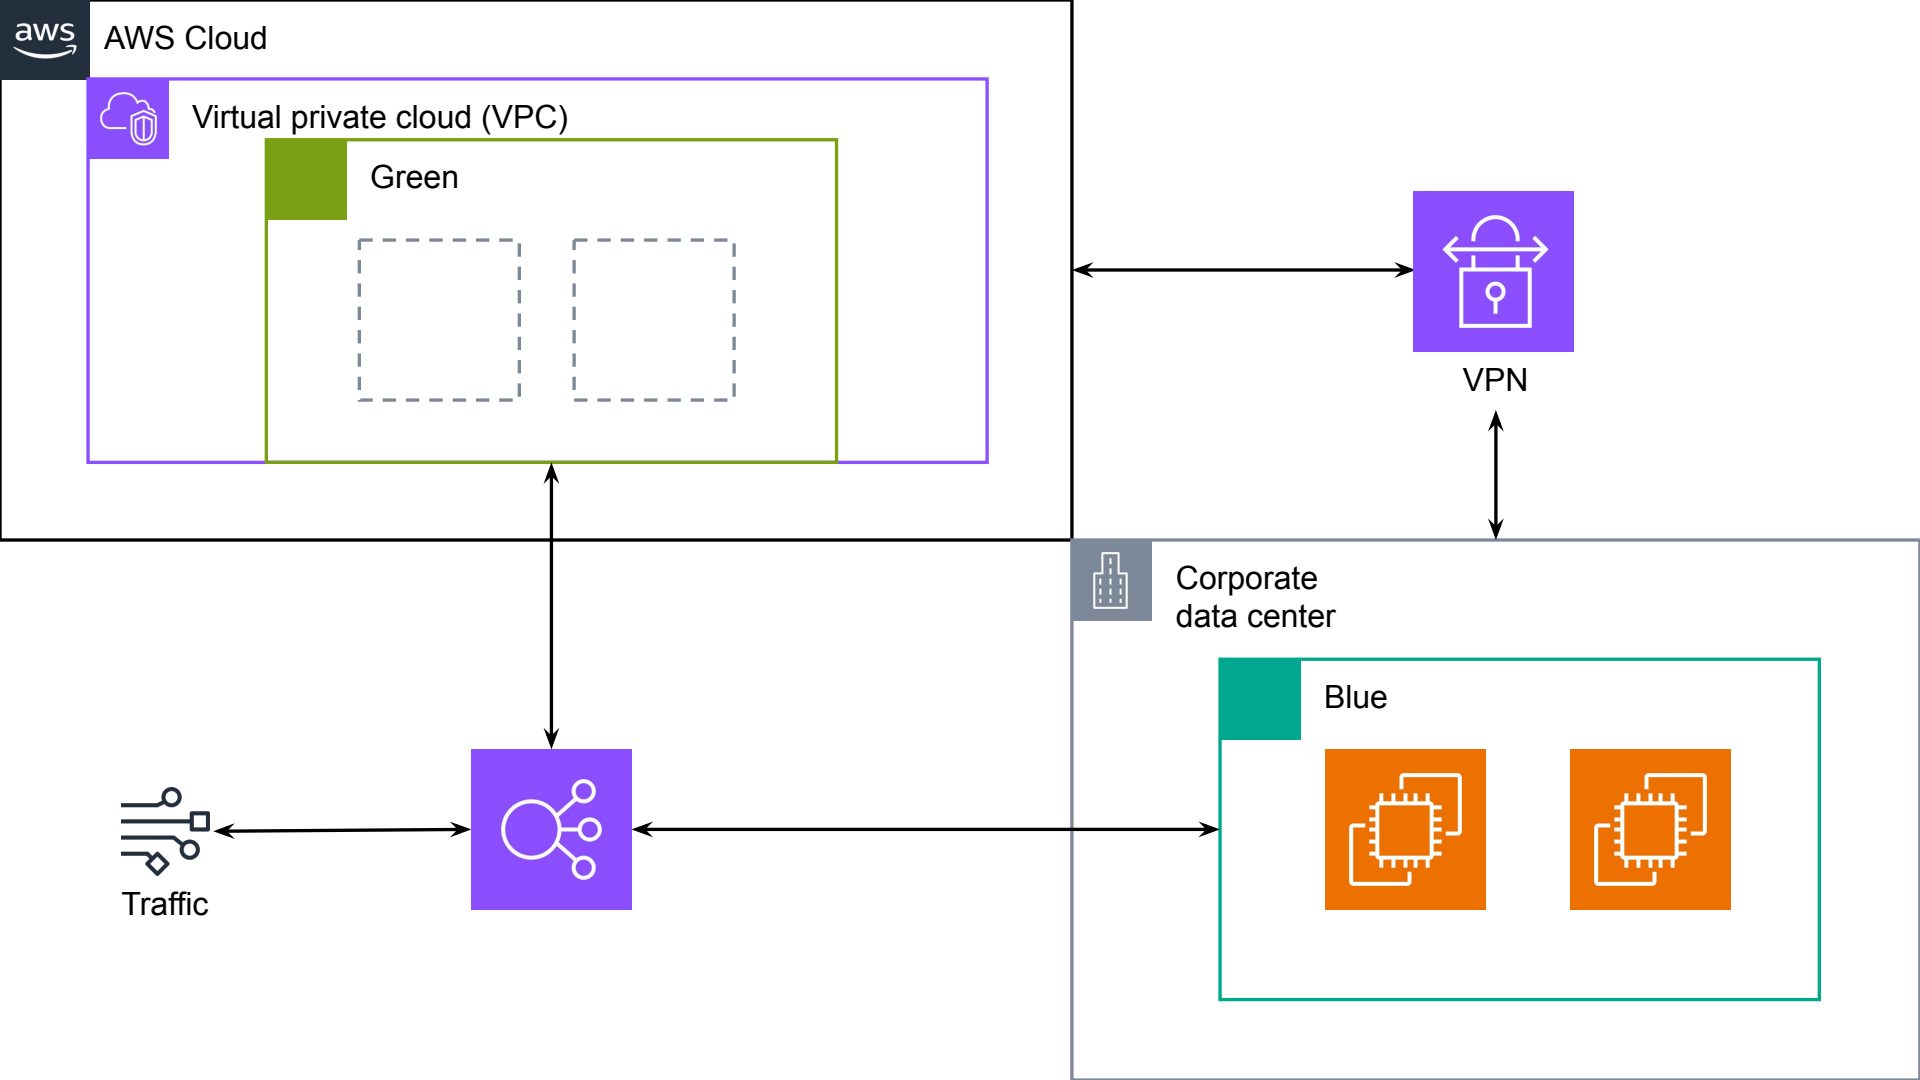 aws
AWS Cloud
Virtual private cloud (VPC)
Green
VPN
Corporate
data center
Blue
Traffic